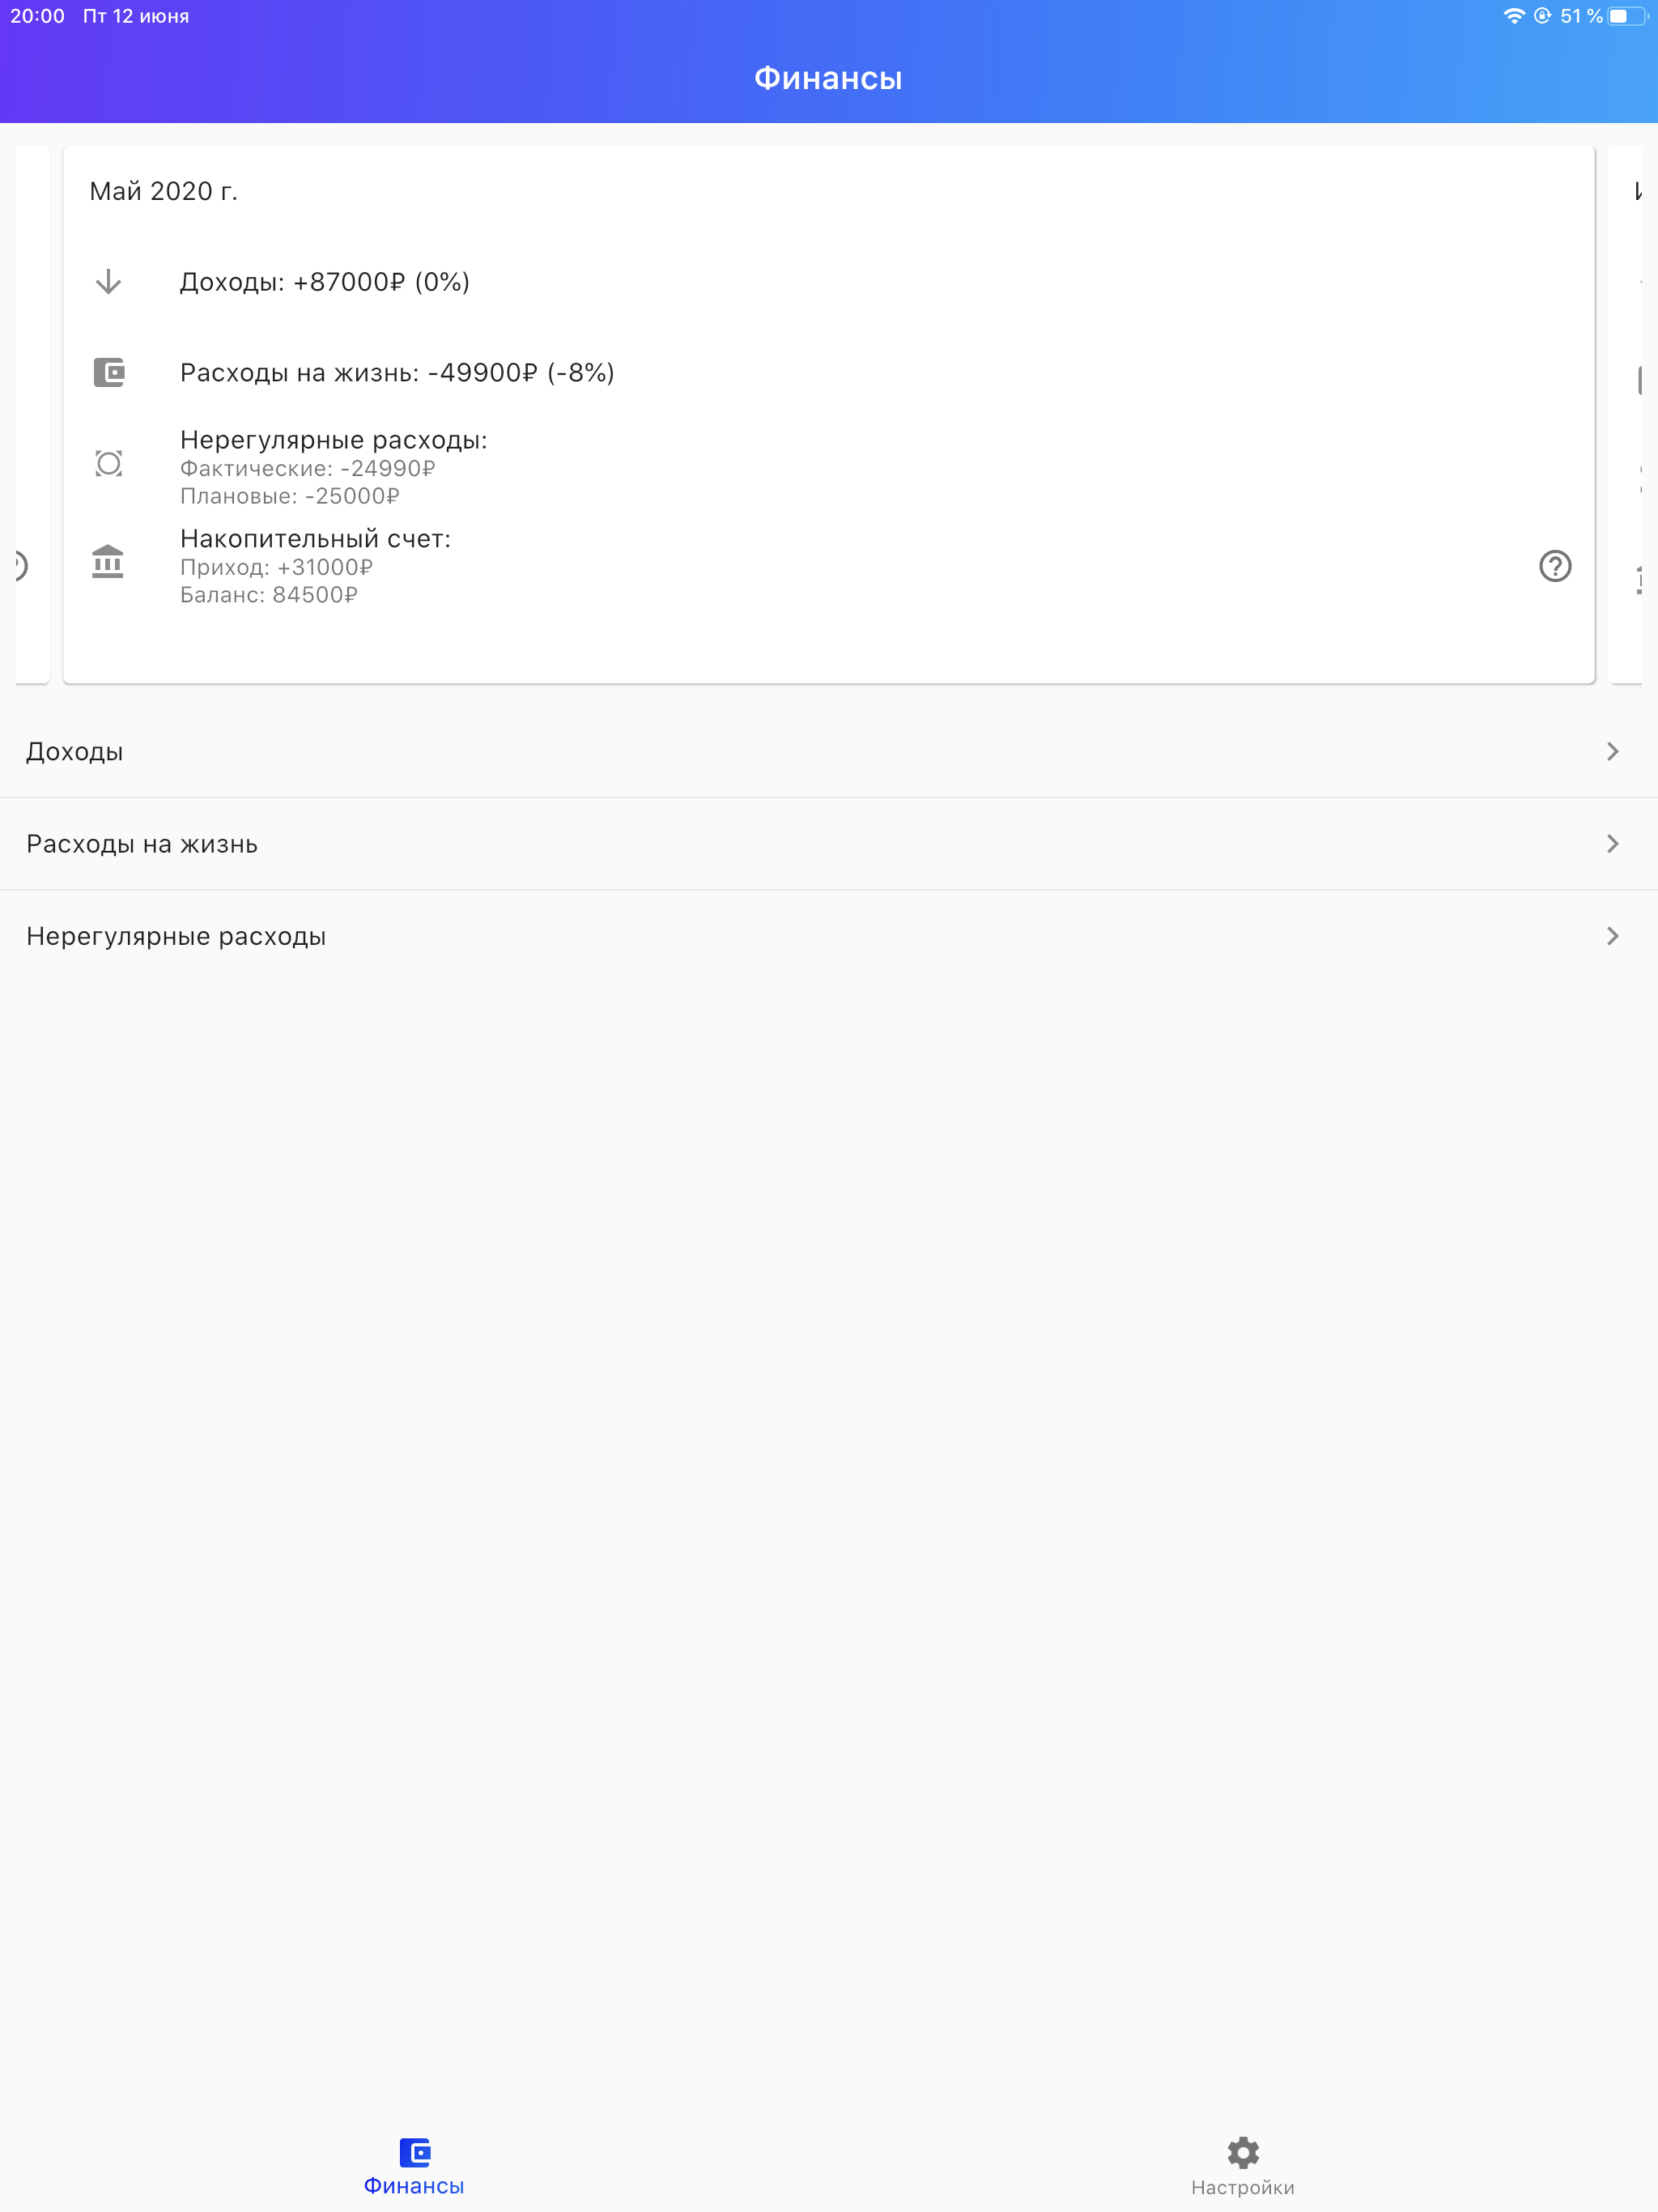 20:00 Пт 12 июня 51 %
Финансы
Май 2020 г.
Доходы: +87000₽ (0%)
Расходы на жизнь: -49900₽ (-8%)
Нерегулярные расходы:
Фактические: -24990₽
Плановые: -25000₽
Накопительный счет:
Приход: +31000₽
Баланс: 84500₽
Доходы
Расходы на жизнь
Нерегулярные расходы
Финансы
Настройки